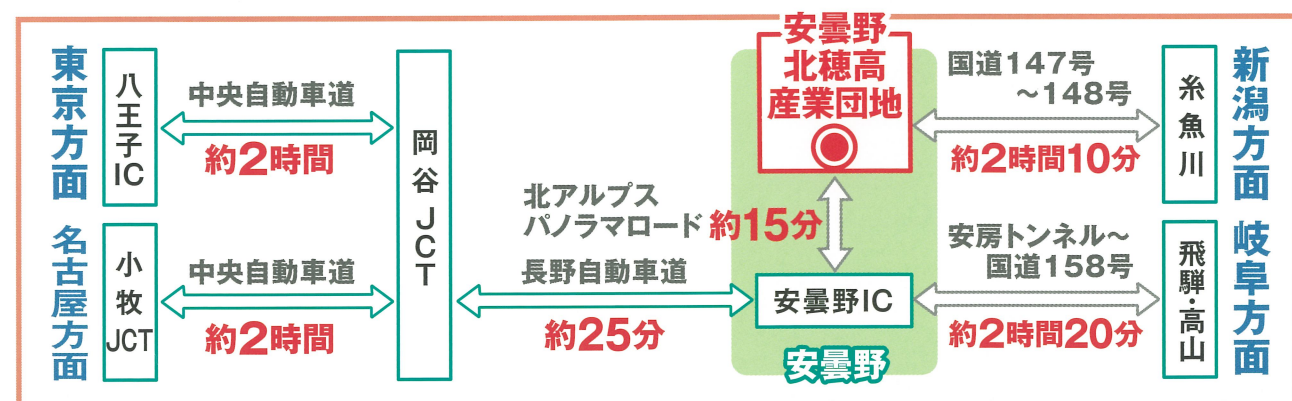 東京方面
八王子IC
中央自動車道
約2時間
名古屋方面
小牧JCT
中央自動車道
約2時間
岡谷JCT
北アルプス
パノラマロード
約15分
長野自動車道
約25分
安曇野
北穂高
産業団地
安曇野IC
安曇野
国道147号
～148号
約2時間10分
糸魚川
新潟方面
安房トンネル～
国道158号
約2時間20分
飛騨・高山
岐阜方面